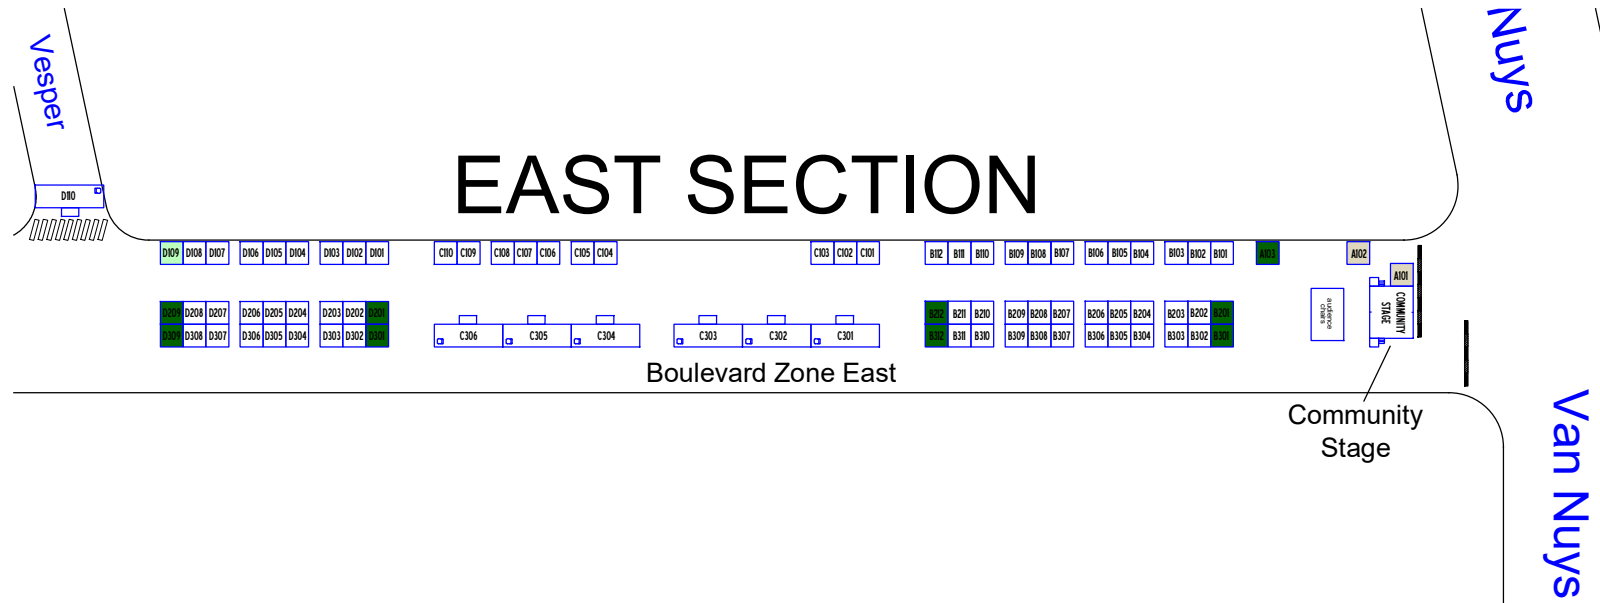 Vesper
Nuys
EAST SECTION
D110
D109 D108 D107 D106 D105 D104 D103 D102 D101 C110 C109 C108 C107 C106 C105 C104 C103 C102 C101 B112 B111 B110 B109 B108 B107 B106 B105 B104 B103 B102 B101 A103 A102
A101
D209 D208 D207 D206 D205 D204 D203 D202 D201 B212 B211 B210 B209 B208 B207 B206 B205 B204 B203 B202 B201
D309 D308 D307 D306 D305 D304 D303 D302 D301 C306 C305 C304 C303 C302 C301 B312 B311 B310 B309 B308 B307 B306 B305 B304 B303 B302 B301
audience
chairs
COMMUNITY
STAGE
Boulevard Zone East
Community
Stage
Van Nuys